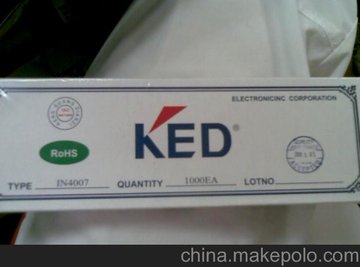 ELECTRONICINC CORPORATION
KED®
RoHS
TYPE IN4007 QUANTITY 1000EA LOTNO.
china.makepolo.com